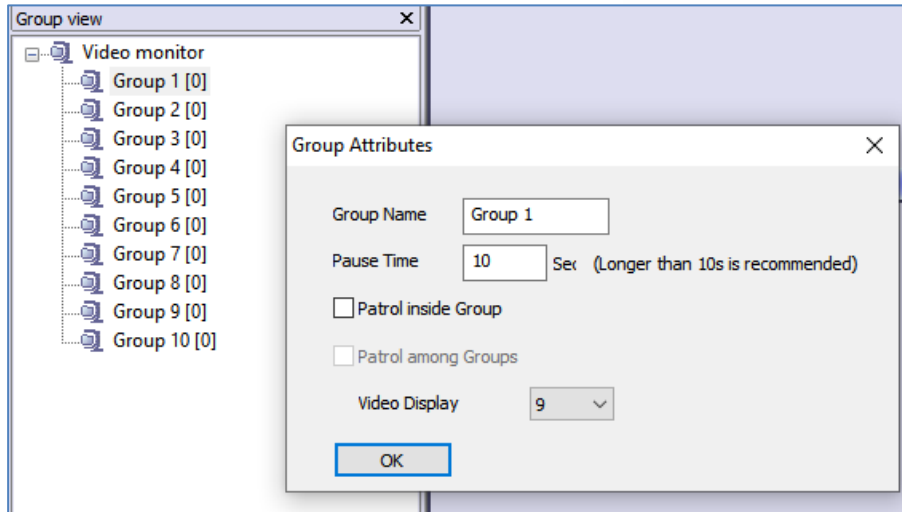 Group view
Video monitor
Group 1 [0]
Group 2 [0]
Group 3 [0]
Group 4 [0]
Group 5 [0]
Group 6 [0]
Group 7 [0]
Group 8 [0]
Group 9 [0]
Group 10 [0]
Group Attributes
Group Name Group 1
Pause Time 10 Sec (Longer than 10s is recommended)
Patrol inside Group
Patrol among Groups
Video Display 9
OK